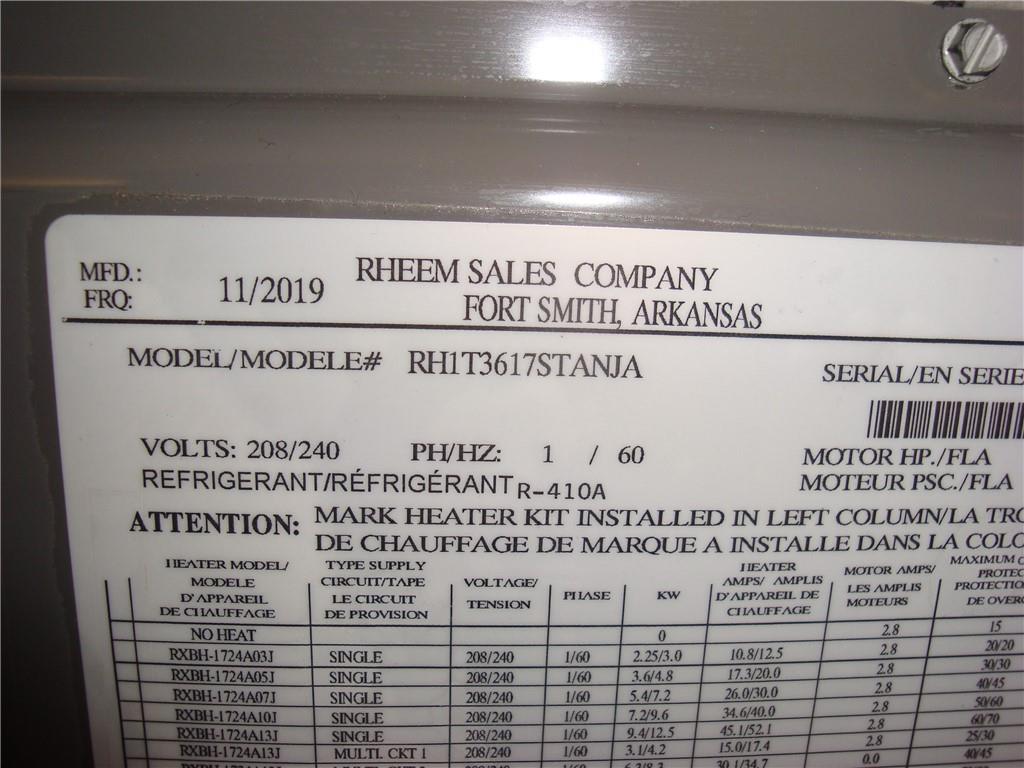 MFD.: 11/2019 RHEEM SALES COMPANY
FRQ: FORT SMITH, ARKANSAS
MODEL/MODELE# RH1T3617STANJA
SERIAL/EN SERIE
VOLTS: 208/240 PH/HZ: 1 / 60
MOTOR HP./FLA
REFRIGERANT/RÉFRIGÉRANT R-410A
MOTEUR PSC./FLA
ATTENTION: MARK HEATER KIT INSTALLED IN LEFT COLUMN/LA
DE CHAUFFAGE DE MARQUE A INSTALLE DANS LA
HEATER MODEL/ MODELE D'APPAREIL DE CHAUFFAGE
TYPE SUPPLY CIRCUIT/TAPE LE CIRCUIT DE PROVISION
VOLTAGE/ TENSION
PHASE
KW
HEATER AMPS/ AMPLIS D'APPAREIL DE CHAUFFAGE
MOTOR AMPS/ LES AMPLIS MOTEURS
MAXIMUM
DE
NO HEAT 0 2.8 15
RXBH-1724A03J SINGLE 208/240 1/60 2.25/3.0 10.8/12.5 2.8 20/20
RXBH-1724A05J SINGLE 208/240 1/60 3.6/4.8 17.3/20.0 2.8 30/30
RXBH-1724A07J SINGLE 208/240 1/60 5.4/7.2 26.0/30.0 2.8 40/45
RXBH-1724A10J SINGLE 208/240 1/60 7.2/9.6 34.6/40.0 2.8 50/60
RXBH-1724A13J SINGLE 208/240 1/60 9.4/12.5 45.1/52.1 2.8 60/70
RXBH-1724A13J MULTI. CKT 1 208/240 1/60 3.1/4.2 15.0/17.4 2.8 25/30
30.1/34.7 0.0 40/45